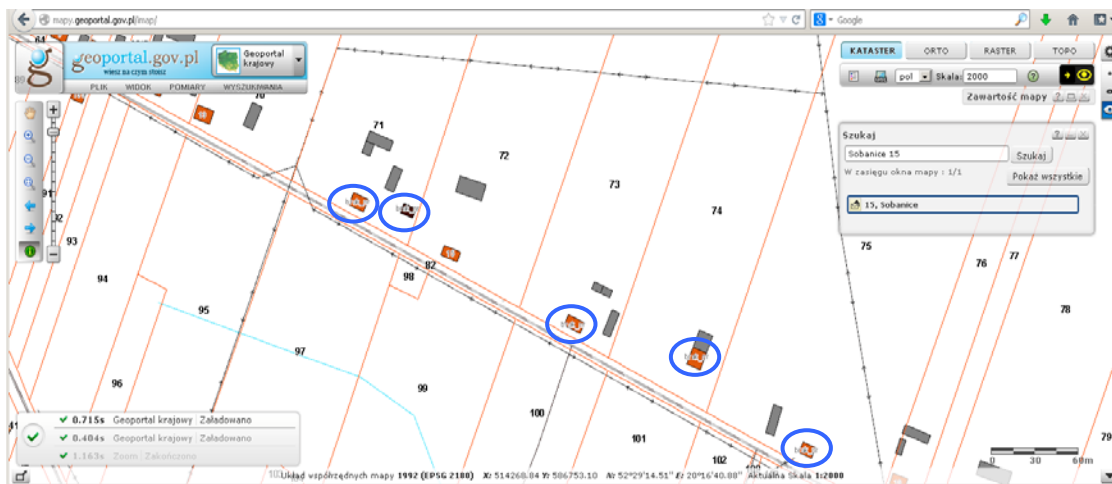 mapy.geoportal.gov.pl/imap/
Google
geoportal.gov.pl
wiesz na czym stoisz
Geoportal
krajowy
PLIK WIDOK POMIARY WYSZUKIWANIA
KATASTER ORTO RASTER TOPO
pol Skala: 2000
Zawartość mapy
Szukaj
Sobanice 15 Szukaj
W zasięgu okna mapy : 1/1
Pokaż wszystkie
15, Sobanice
64
70
71
72
73
74
75
76
77
78
79
82
91
92
93
94
95
96
97
98
99
100
101
102
0.715s Geoportal krajowy Załadowano
0.404s Geoportal krajowy Załadowano
1.163s Zoom Zakończono
Układ współrzędnych mapy 1992 (EPSG 2180) X: 514268.84 Y: 586753.10 N: 52°29'14.51" E: 20°16'40.88" Aktualna Skala 1:2000
0 30 60m